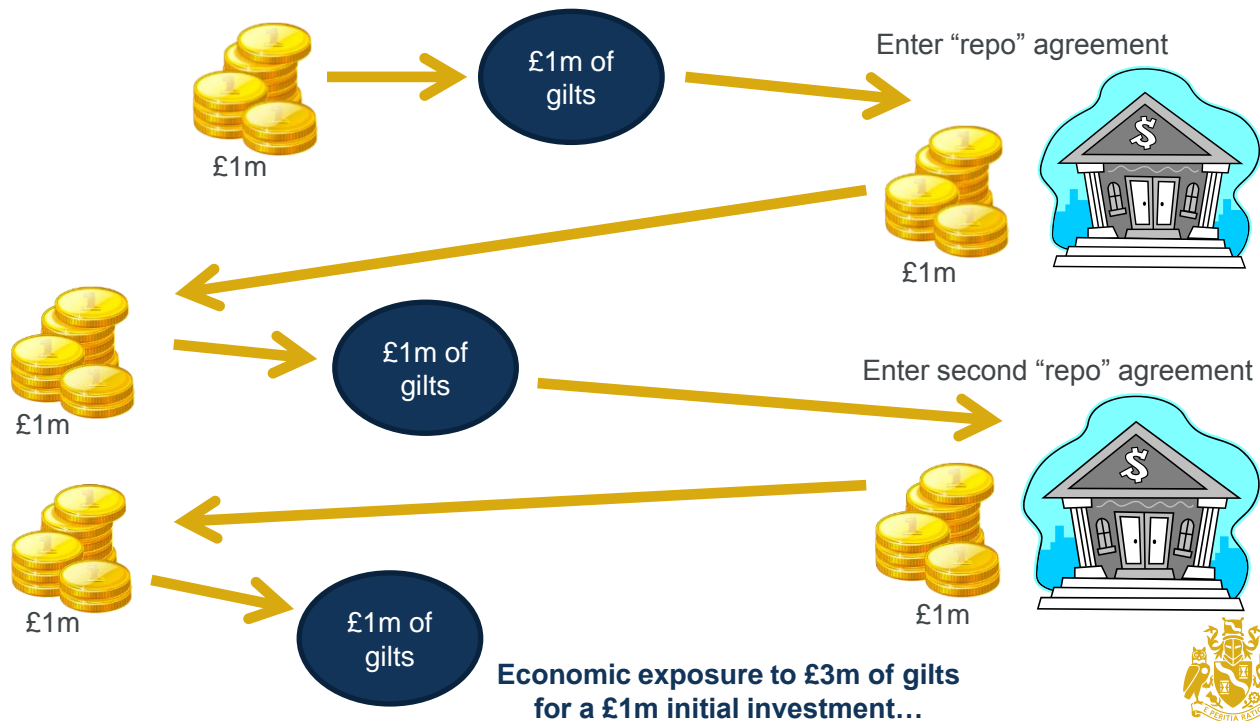 £1m
£1m of
gilts
Enter “repo” agreement
$
£1m
£1m
£1m of
gilts
Enter second “repo” agreement
$
£1m
£1m
£1m of
gilts
Economic exposure to £3m of gilts
for a £1m initial investment…